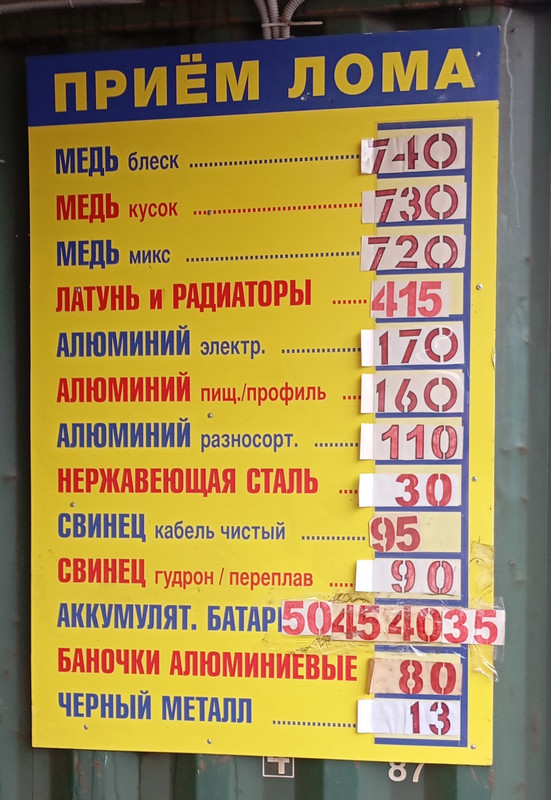 ПРИЁМ ЛОМА
МЕДЬ блеск 740
МЕДЬ кусок 730
МЕДЬ микс 720
ЛАТУНЬ и РАДИАТОРЫ 415
АЛЮМИНИЙ электр. 170
АЛЮМИНИЙ пищ./профиль 160
АЛЮМИНИЙ разносорт. 110
НЕРЖАВЕЮЩАЯ СТАЛЬ 30
СВИНЕЦ кабель чистый 95
СВИНЕЦ гудрон / переплав 90
АККУМУЛЯТ. БАТАР 50 45 40 35
БАНОЧКИ АЛЮМИНИЕВЫЕ 80
ЧЕРНЫЙ МЕТАЛЛ 13
87